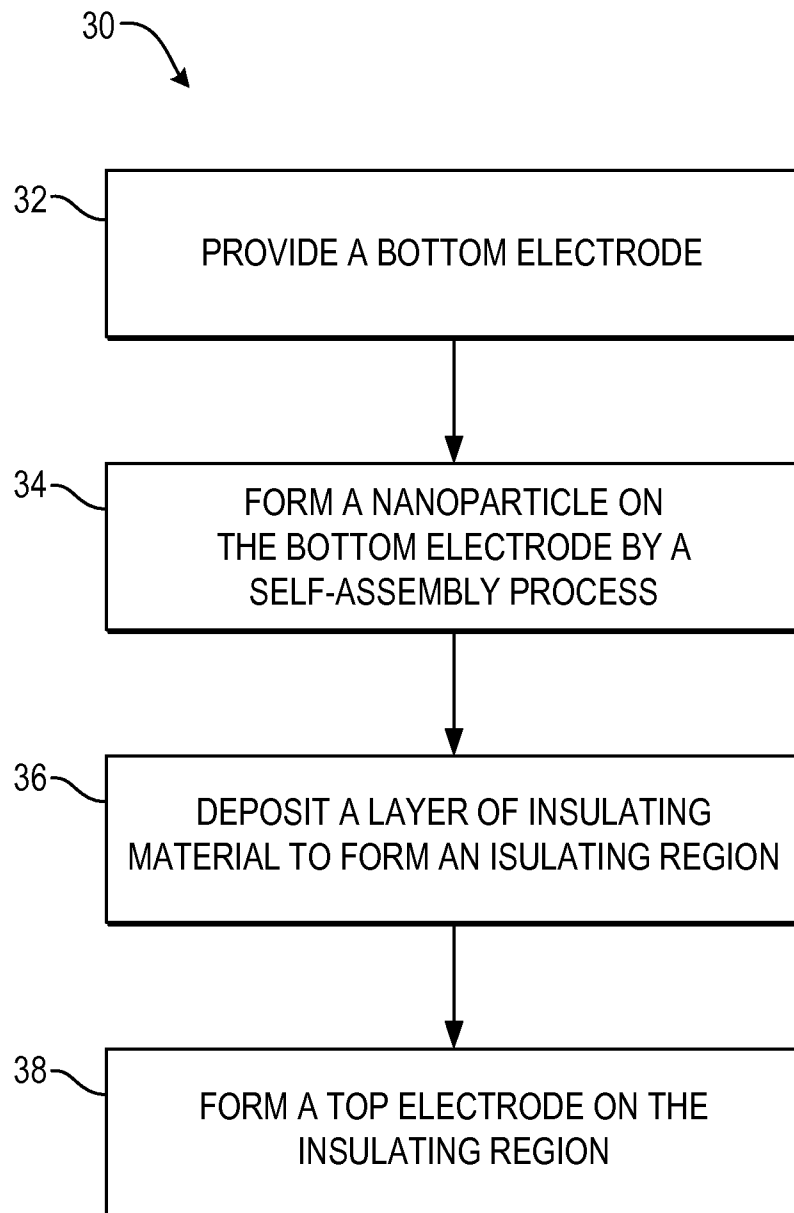 30
32
PROVIDE A BOTTOM ELECTRODE
34
FORM A NANOPARTICLE ON
THE BOTTOM ELECTRODE BY A
SELF-ASSEMBLY PROCESS
36
DEPOSIT A LAYER OF INSULATING
MATERIAL TO FORM AN ISULATING REGION
38
FORM A TOP ELECTRODE ON THE
INSULATING REGION